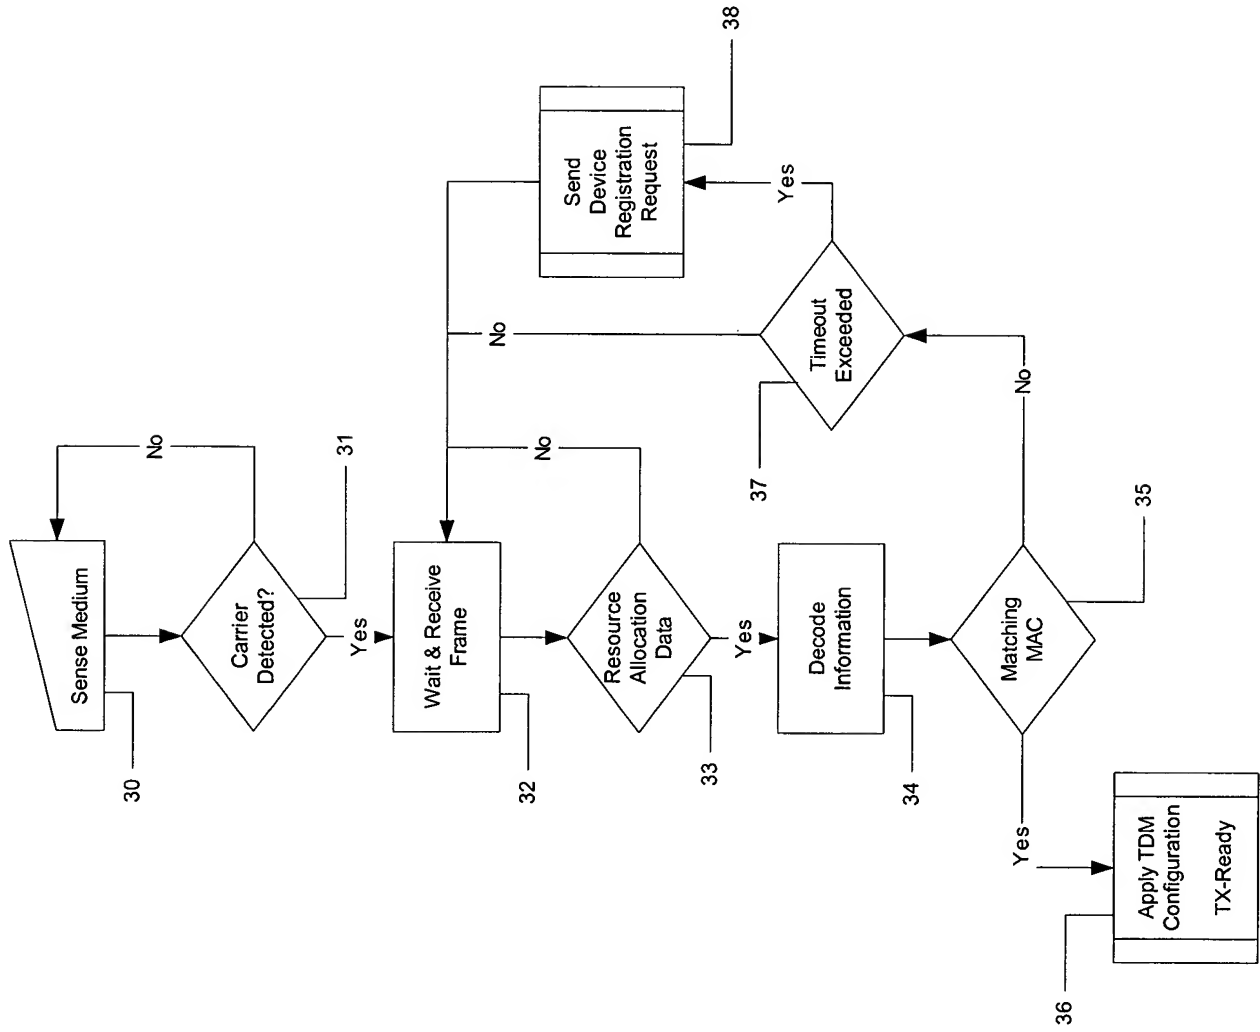 Sense Medium
30
Carrier
Detected?
31
No
Yes
Wait & Receive
Frame
32
Resource
Allocation
Data
33
No
Yes
Decode
Information
34
Matching
MAC
35
Yes
No
Apply TDM
Configuration
TX-Ready
36
Timeout
Exceeded
37
No
Yes
Send
Device
Registration
Request
38